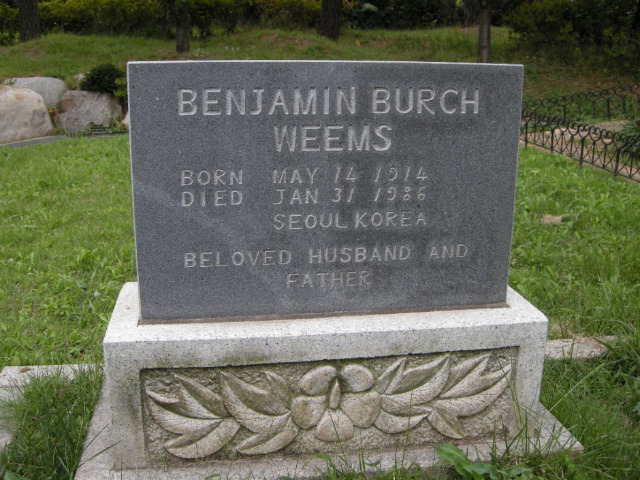 BENJAMIN BURCH
WEEMS
BORN MAY 14 1914
DIED JAN 31 1986
SEOUL KOREA
BELOVED HUSBAND AND
FATHER